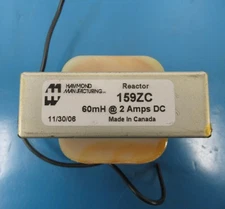 HAMMOND
MANUFACTURING
Reactor
159ZC
60mH @ 2 Amps DC
11/30/06
Made In Canada